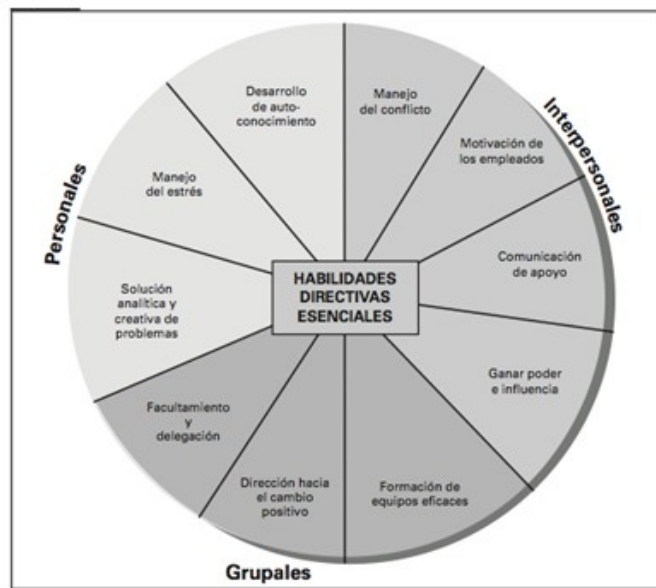 Desarrollo
de auto-
conocimiento
Manejo
del conflicto
Motivación de
los empleados
Interpersonales
Manejo
del estrés
Personales
Comunicación
de apoyo
Solución
analítica y
creativa de
problemas
HABILIDADES
DIRECTIVAS
ESENCIALES
Ganar poder
e influencia
Facultamiento
y
delegación
Dirección hacia
el cambio
positivo
Formación de
equipos eficaces
Grupales